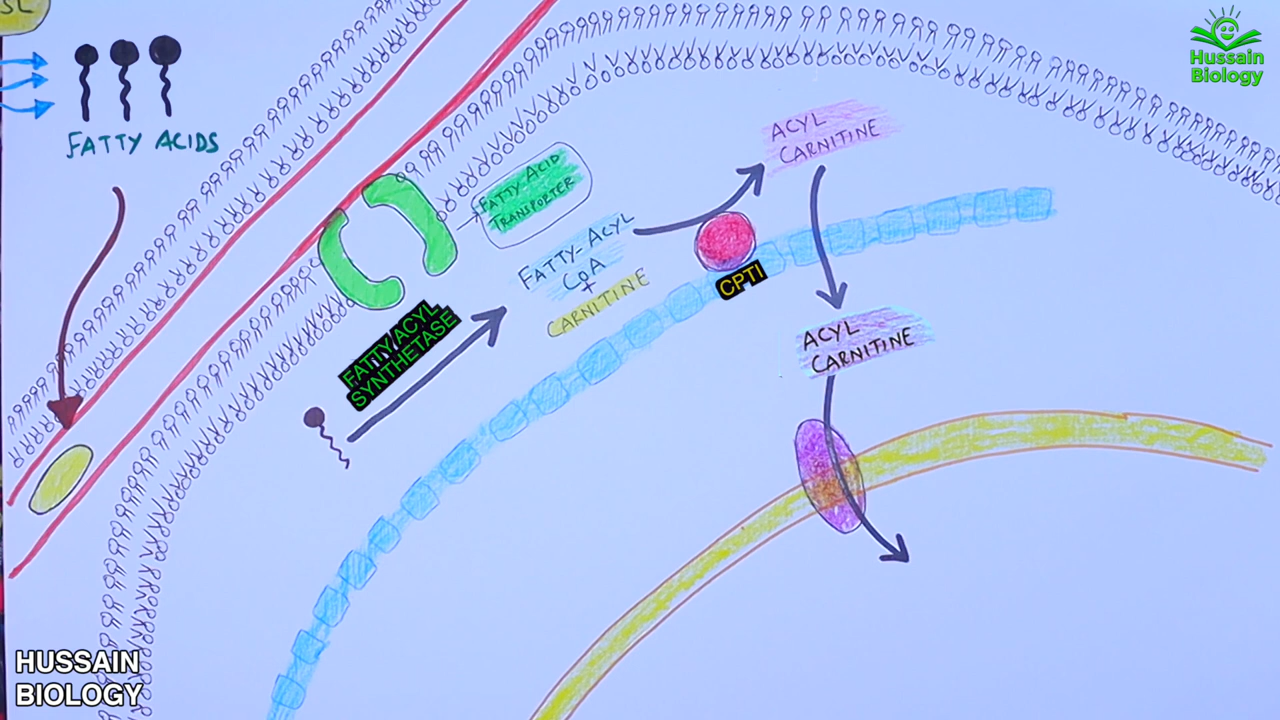 SL
Hussain
Biology
FATTY ACIDS
FATTY-ACID
TRANSPORTER
ACYL
CARNITINE
FATTY-ACYL
CoA
+
CARNITINE
CPTI
FATTY ACYL
SYNTHETASE
ACYL
CARNITINE
HUSSAIN
BIOLOGY